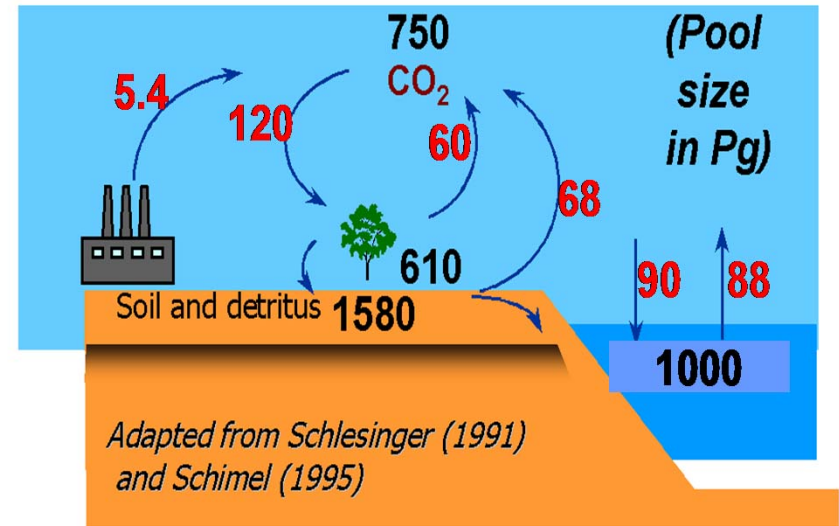 750
CO₂
(Pool
size
in Pg)
5.4
120
60
68
610
90
88
Soil and detritus 1580
1000
Adapted from Schlesinger (1991)
and Schimel (1995)